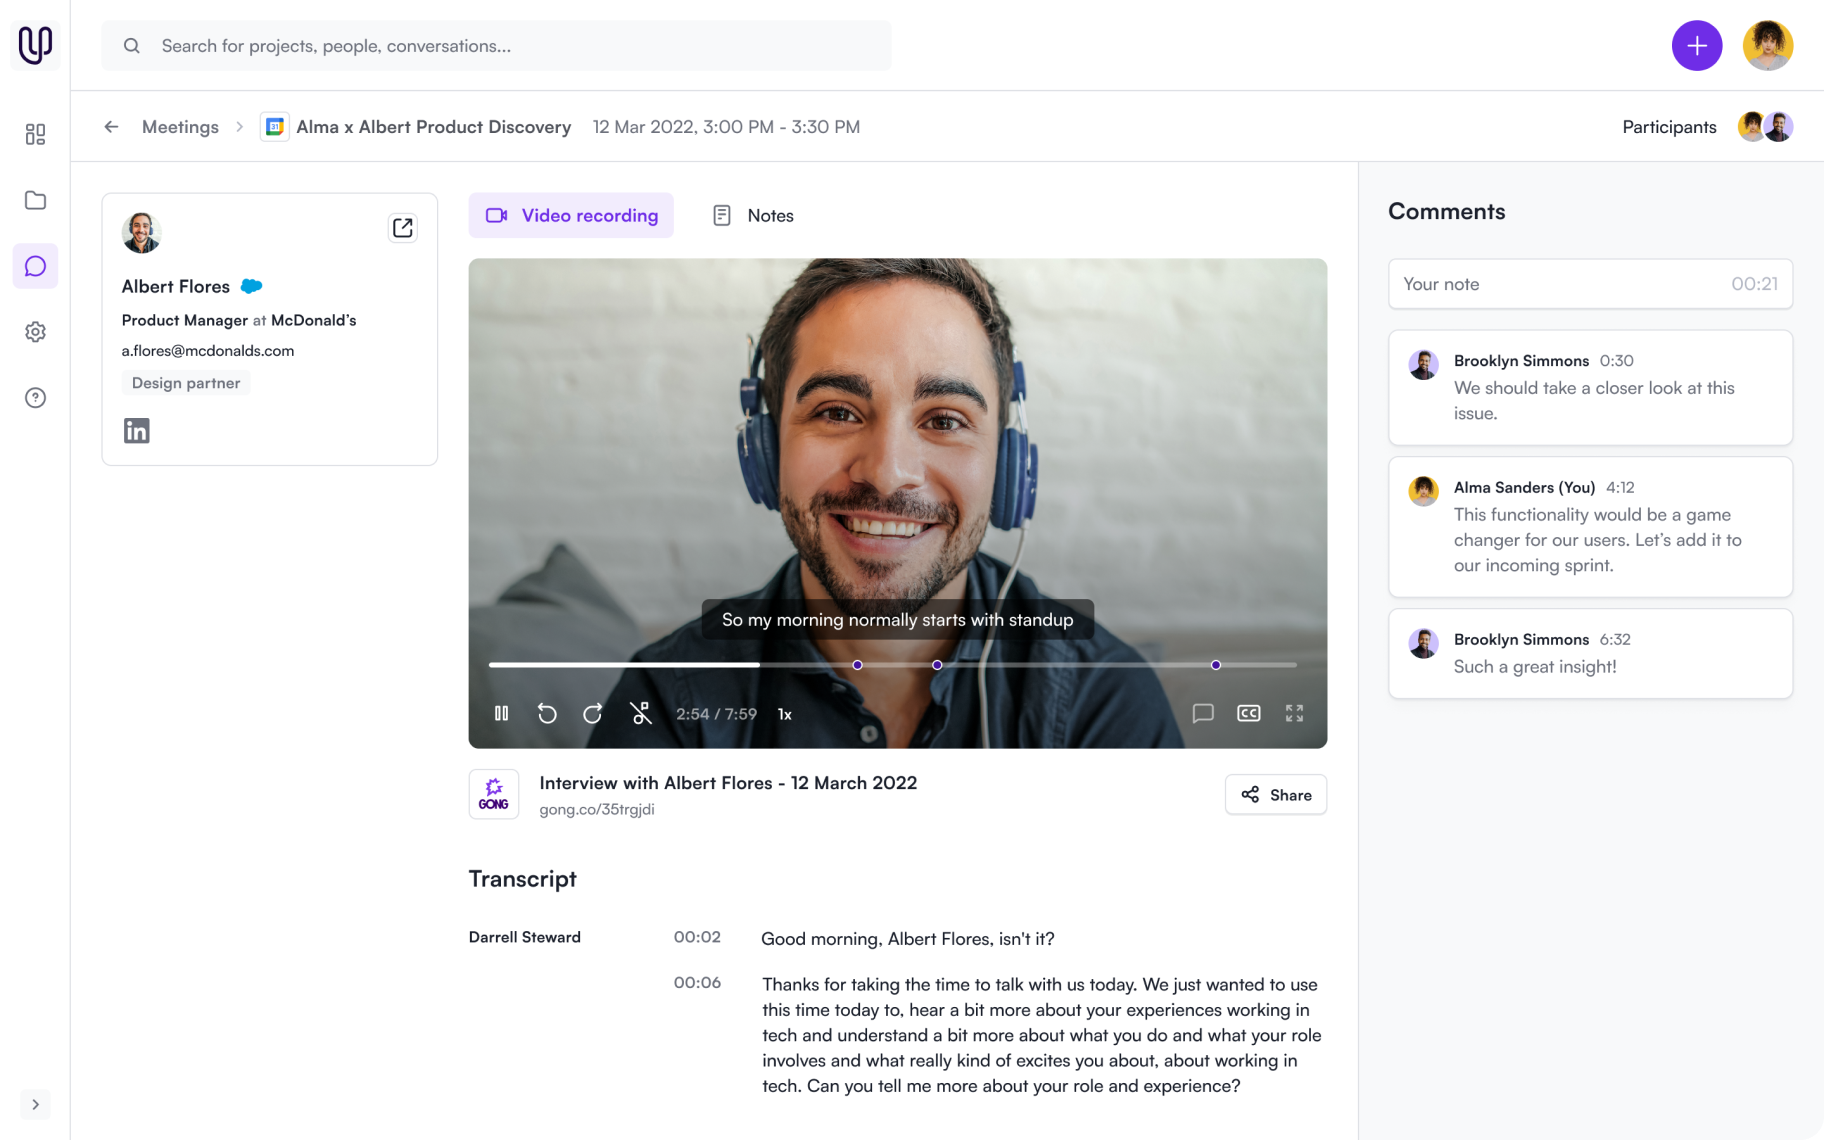 Search for projects, people, conversations...
Meetings
31
Alma x Albert Product Discovery
12 Mar 2022, 3:00 PM - 3:30 PM
Participants
Albert Flores
Product Manager at McDonald's
a.flores@mcdonalds.com
Design partner
in
Video recording
Notes
So my morning normally starts with standup
2:54 / 7:59
1x
CC
GONG
Interview with Albert Flores - 12 March 2022
gong.co/35trgjdi
Share
Transcript
Darrell Steward
00:02
Good morning, Albert Flores, isn't it?
00:06
Thanks for taking the time to talk with us today. We just wanted to use
this time today to, hear a bit more about your experiences working in
tech and understand a bit more about what you do and what your role
involves and what really kind of excites you about, about working in
tech. Can you tell me more about your role and experience?
Comments
Your note
00:21
Brooklyn Simmons 0:30
We should take a closer look at this
issue.
Alma Sanders (You) 4:12
This functionality would be a game
changer for our users. Let's add it to
our incoming sprint.
Brooklyn Simmons 6:32
Such a great insight!